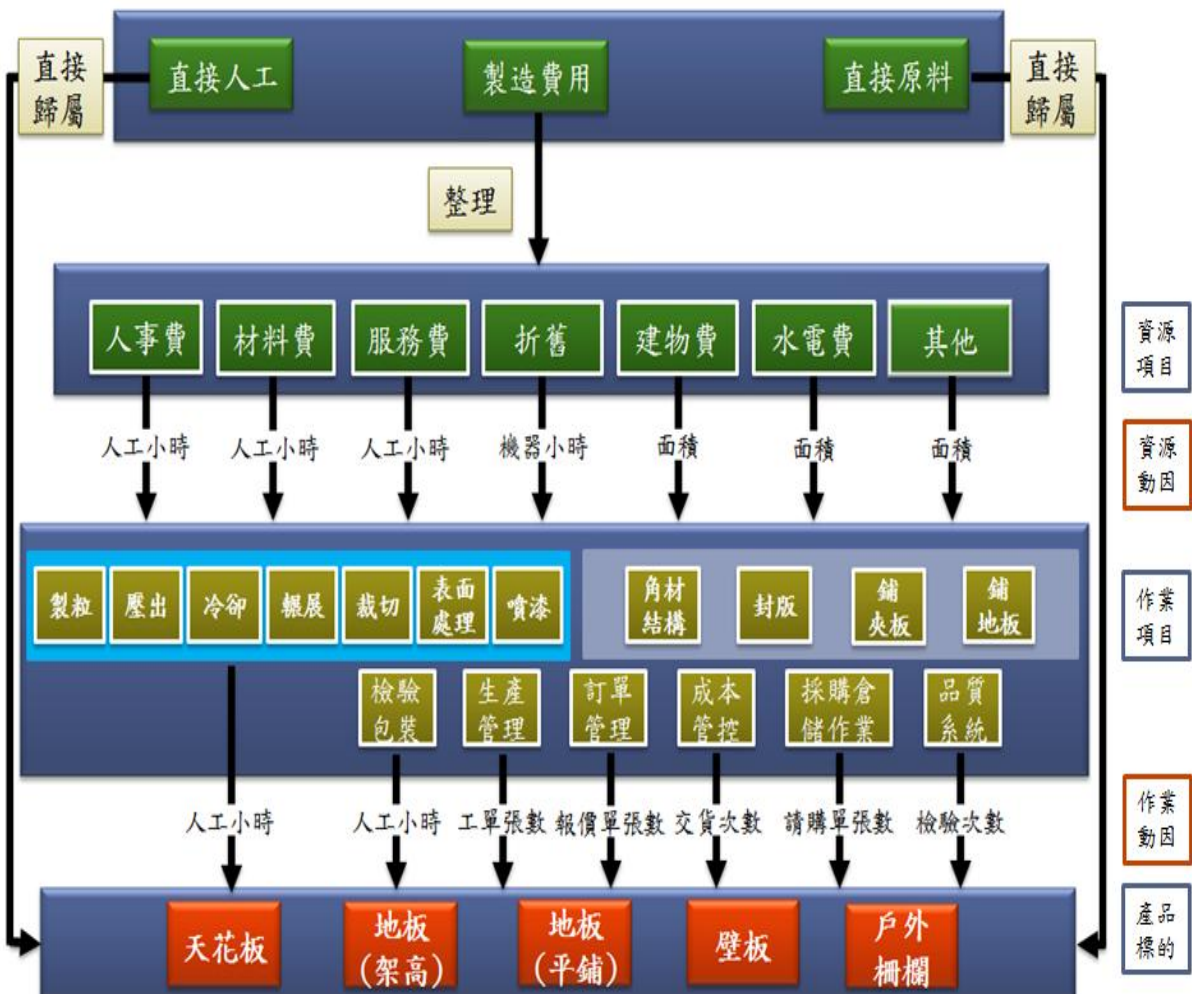 直接
歸屬
直接人工
製造費用
直接原料
直接
歸屬
整理
人事費
材料費
服務費
折舊
建物費
水電費
其他
資源
項目
人工小時
人工小時
人工小時
機器小時
面積
面積
面積
資源
動因
製粒
壓出
冷卻
輾展
裁切
表面
處理
噴漆
角材
結構
封版
鋪
夾板
鋪
地板
作業
項目
檢驗
包裝
生產
管理
訂單
管理
成本
管控
採購倉
儲作業
品質
系統
人工小時
人工小時
工單張數
報價單張數
交貨次數
請購單張數
檢驗次數
作業
動因
天花板
地板
(架高)
地板
(平鋪)
壁板
戶外
柵欄
產品
標的